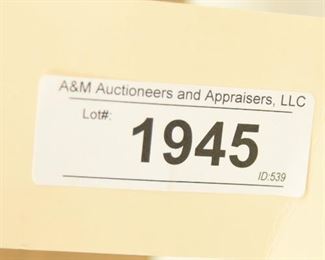 A&M Auctioneers and Appraisers, LLC
Lot#: 1945
ID:539